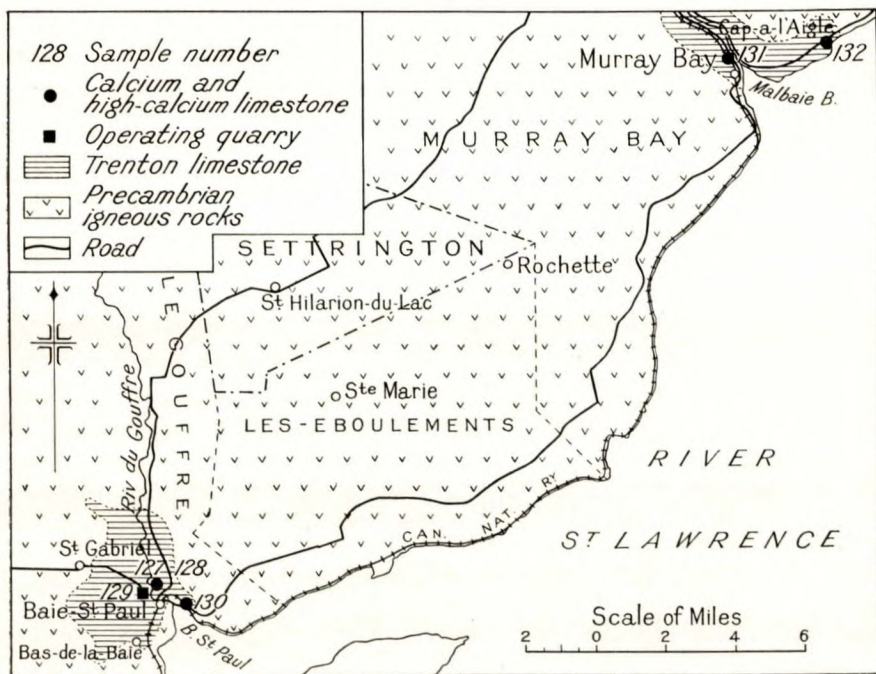 128 Sample number
Calcium and
high-calcium limestone
Operating quarry
Trenton limestone
Precambrian
igneous rocks
Road
Cap-a-l'Aigle
Murray Bay
131
132
Malbaie B.
MURRAY BAY
SETTRINGTON
Rochette
St Hilarion-du-Lac
LE GOUFFRE
Riv du Gouffre
Ste Marie
LES-EBOULEMENTS
RIVER
ST LAWRENCE
CAN. NAT. RY.
St Gabriel
127
128
129
130
Baie-St Paul
B. St Paul
Bas-de-la-Baie
Scale of Miles
2 0 2 4 6